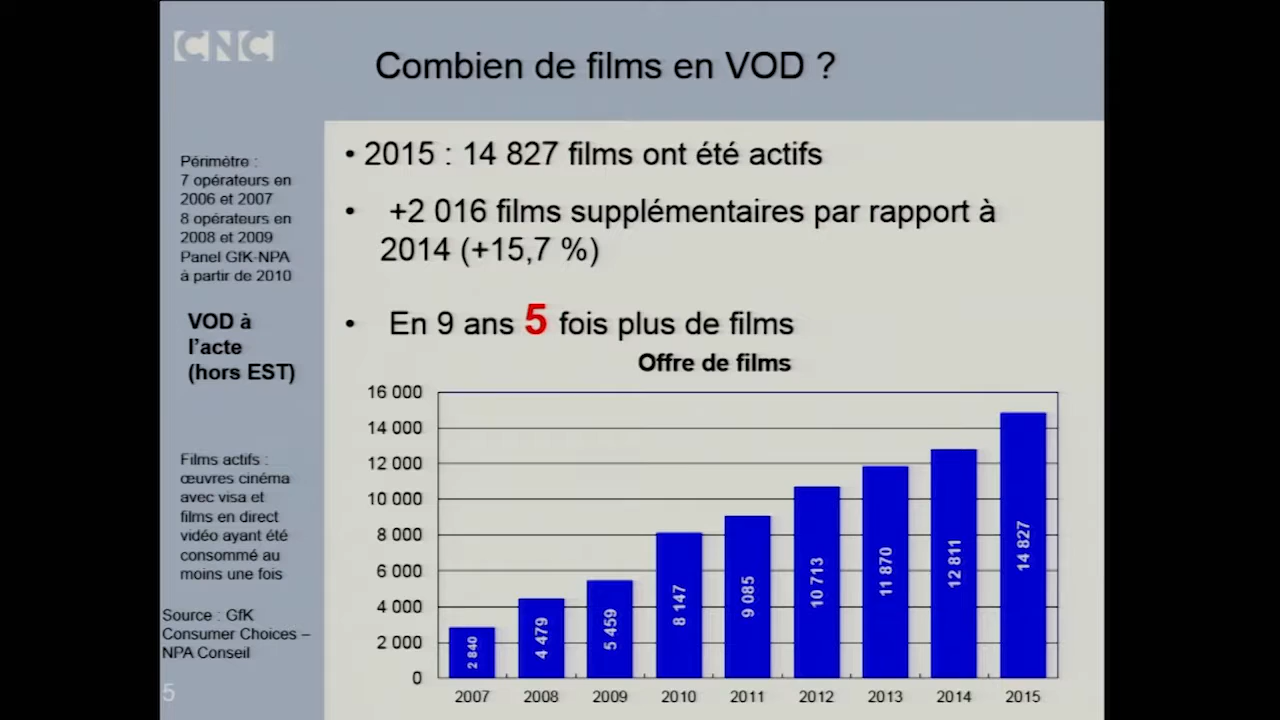 CNC
Combien de films en VOD ?
Périmètre :
7 opérateurs en
2006 et 2007
8 opérateurs en
2008 et 2009
Panel GfK-NPA
à partir de 2010
VOD à
l'acte
(hors EST)
Films actifs :
œuvres cinéma
avec visa et
films en direct
vidéo ayant été
consommé au
moins une fois
Source : GfK
Consumer Choices –
NPA Conseil
5
• 2015 : 14 827 films ont été actifs
• +2 016 films supplémentaires par rapport à
2014 (+15,7 %)
• En 9 ans 5 fois plus de films
Offre de films
16 000
14 000
12 000
10 000
8 000
6 000
4 000
2 000
0
2 840
4 479
5 459
8 147
9 085
10 713
11 870
12 811
14 827
2007 2008 2009 2010 2011 2012 2013 2014 2015